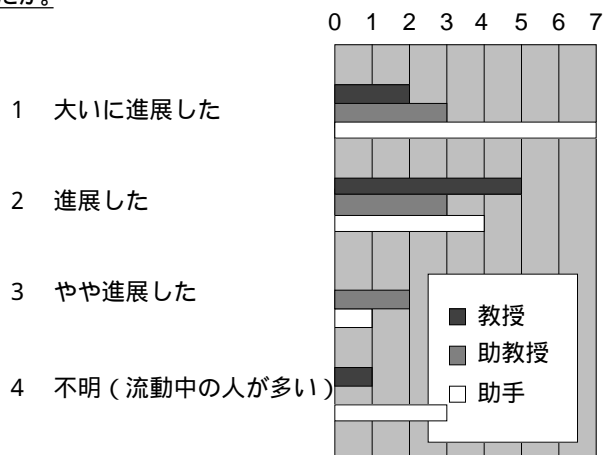 たか。
0 1 2 3 4 5 6 7
1 大いに進展した
2 進展した
3 やや進展した
4 不明(流動中の人が多い)
教授
助教授
助手